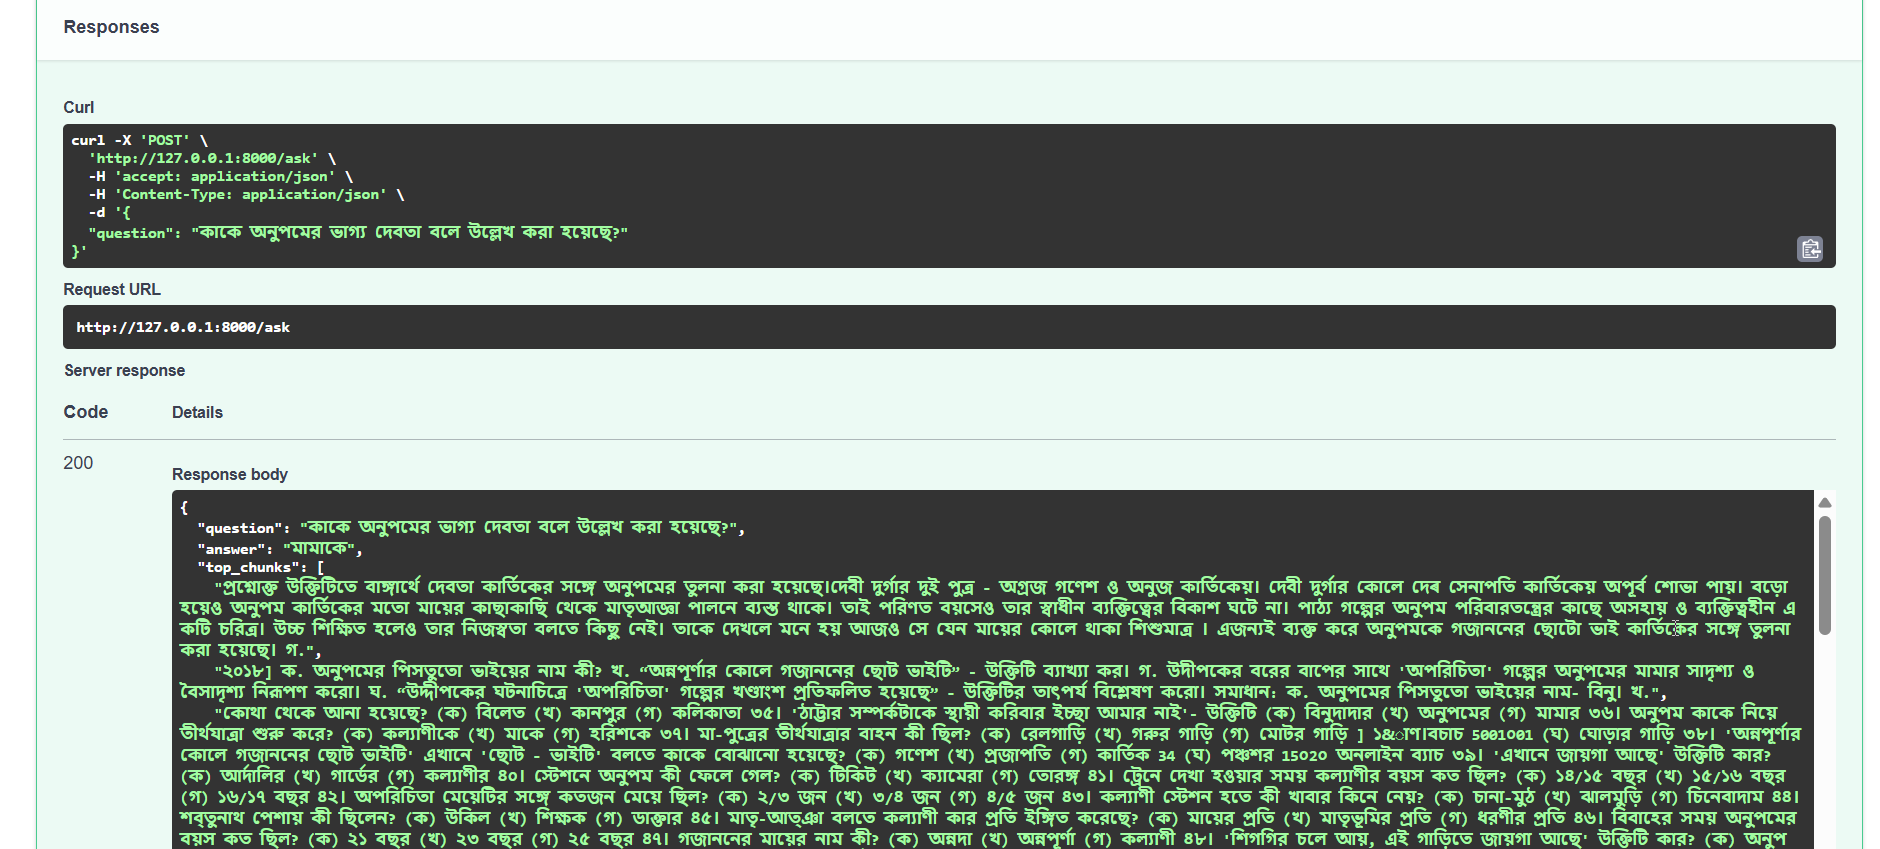 Responses
Curl
curl -X 'POST' \
'http://127.0.0.1:8000/ask' \
-H 'accept: application/json' \
-H 'Content-Type: application/json' \
-d '{
"question": "কাকে অনুপমের ভাগ্য দেবতা বলে উল্লেখ করা হয়েছে?"
}'
Request URL
http://127.0.0.1:8000/ask
Server response
Code Details
200
Response body
{
"question": "কাকে অনুপমের ভাগ্য দেবতা বলে উল্লেখ করা হয়েছে?",
"answer": "মামাকে",
"top_chunks": [
"প্রশ্নোক্ত উক্তিটিতে ব্যঙ্গার্থে দেবতা কার্তিকের সঙ্গে অনুপমের তুলনা করা হয়েছে।দেবী দুর্গার দুই পুত্র - অগ্রজ গণেশ ও অনুজ কার্তিকেয়। দেবী দুর্গার কোলে দেব সেনাপতি কার্তিকেয় অপূর্ব শোভা পায়। বড়ো
হয়েও অনুপম কার্তিকের মতো মায়ের কাছাকাছি থেকে মাতৃআজ্ঞা পালনে ব্যস্ত থাকে। তাই পরিণত বয়সেও তার স্বাধীন ব্যক্তিত্বের বিকাশ ঘটে না। পাঠ্য গল্পের অনুপম পরিবারতন্ত্রের কাছে অসহায় ও ব্যক্তিত্বহীন এ
কটি চরিত্র। উচ্চ শিক্ষিত হলেও তার নিজস্বতা বলতে কিছু নেই। তাকে দেখলে মনে হয় আজও সে যেন মায়ের কোলে থাকা শিশুমাত্র । এজন্যই ব্যক্ত করে অনুপমকে গজাননের ছোটো ভাই কার্তিকের সঙ্গে তুলনা
করা হয়েছে। গ.",
"২০১৮] ক. অনুপমের পিসতুতো ভাইয়ের নাম কী? খ. “অন্নপূর্ণার কোলে গজাননের ছোট ভাইটি” - উক্তিটি ব্যাখ্যা কর। গ. উদীপকের বরের বাপের সাথে 'অপরিচিতা' গল্পের অনুপমের মামার সাদৃশ্য ও
বৈসাদৃশ্য নিরূপণ করো। ঘ. “উদ্দীপকের ঘটনাচিত্রে 'অপরিচিতা' গল্পের খণ্ডাংশ প্রতিফলিত হয়েছে” - উক্তিটির তাৎপর্য বিশ্লেষণ করো। সমাধান: ক. অনুপমের পিসতুতো ভাইয়ের নাম- বিনু। খ.",
"কোথা থেকে আনা হয়েছে? (ক) বিলেত (খ) কানপুর (গ) কলিকাতা ৩৫। 'ঠাট্টার সম্পর্কটাকে স্থায়ী করিবার ইচ্ছা আমার নাই'- উক্তিটি (ক) বিনুদাদার (খ) অনুপমের (গ) মামার ৩৬। অনুপম কাকে নিয়ে
তীর্থযাত্রা শুরু করে? (ক) কল্যাণীকে (খ) মাকে (গ) হরিশকে ৩৭। মা-পুত্রের তীর্থযাত্রার বাহন কী ছিল? (ক) রেলগাড়ি (খ) গরুর গাড়ি (গ) মোটর গাড়ি ] (ঘ) ঘোড়ার গাড়ি ৩৮। 'অন্নপূর্ণার
কোলে গজাননের ছোট ভাইটি' এখানে 'ছোট - ভাইটি' বলতে কাকে বোঝানো হয়েছে? (ক) গণেশ (খ) প্রজাপতি (গ) কার্তিক 34 (ঘ) পঞ্চশর 15020 অনলাইন ব্যাচ ৩৯। 'এখানে জায়গা আছে' উক্তিটি কার?
(ক) আর্দালির (খ) গার্ডের (গ) কল্যাণীর ৪০। স্টেশনে অনুপম কী ফেলে গেল? (ক) টিকিট (খ) ক্যামেরা (গ) তোরঙ্গ ৪১। ট্রেনে দেখা হওয়ার সময় কল্যাণীর বয়স কত ছিল? (ক) ১৪/১৫ বছর (খ) ১৫/১৬ বছর
(গ) ১৬/১৭ বছর ৪২। অপরিচিতা মেয়েটির সঙ্গে কতজন মেয়ে ছিল? (ক) ২/৩ জন (খ) ৩/৪ জন (গ) ৪/৫ জন ৪৩। কল্যাণী স্টেশন হতে কী খাবার কিনে নেয়? (ক) চানা-মুঠ (খ) ঝালমুড়ি (গ) চিনেবাদাম ৪৪।
শব্তুনাথ পেশায় কী ছিলেন? (ক) উকিল (খ) শিক্ষক (গ) ডাক্তার ৪৫। বলতে কল্যাণী কার প্রতি ইঙ্গিত করেছে? (ক) মায়ের প্রতি (খ) মাতৃভূমির প্রতি (গ) ধরণীর প্রতি ৪৬। বিবাহের সময় অনুপমের
বয়স কত ছিল? (ক) ২১ বছর (খ) ২৩ বছর (গ) ২৫ বছর ৪৭। গজাননের মায়ের নাম কী? (ক) অন্নদা (খ) অন্নপূর্ণা (গ) কল্যাণী ৪৮। 'শিগগির চলে আয়, এই গাড়িতে জায়গা আছে' উক্তিটি কার? (ক) অনুপ